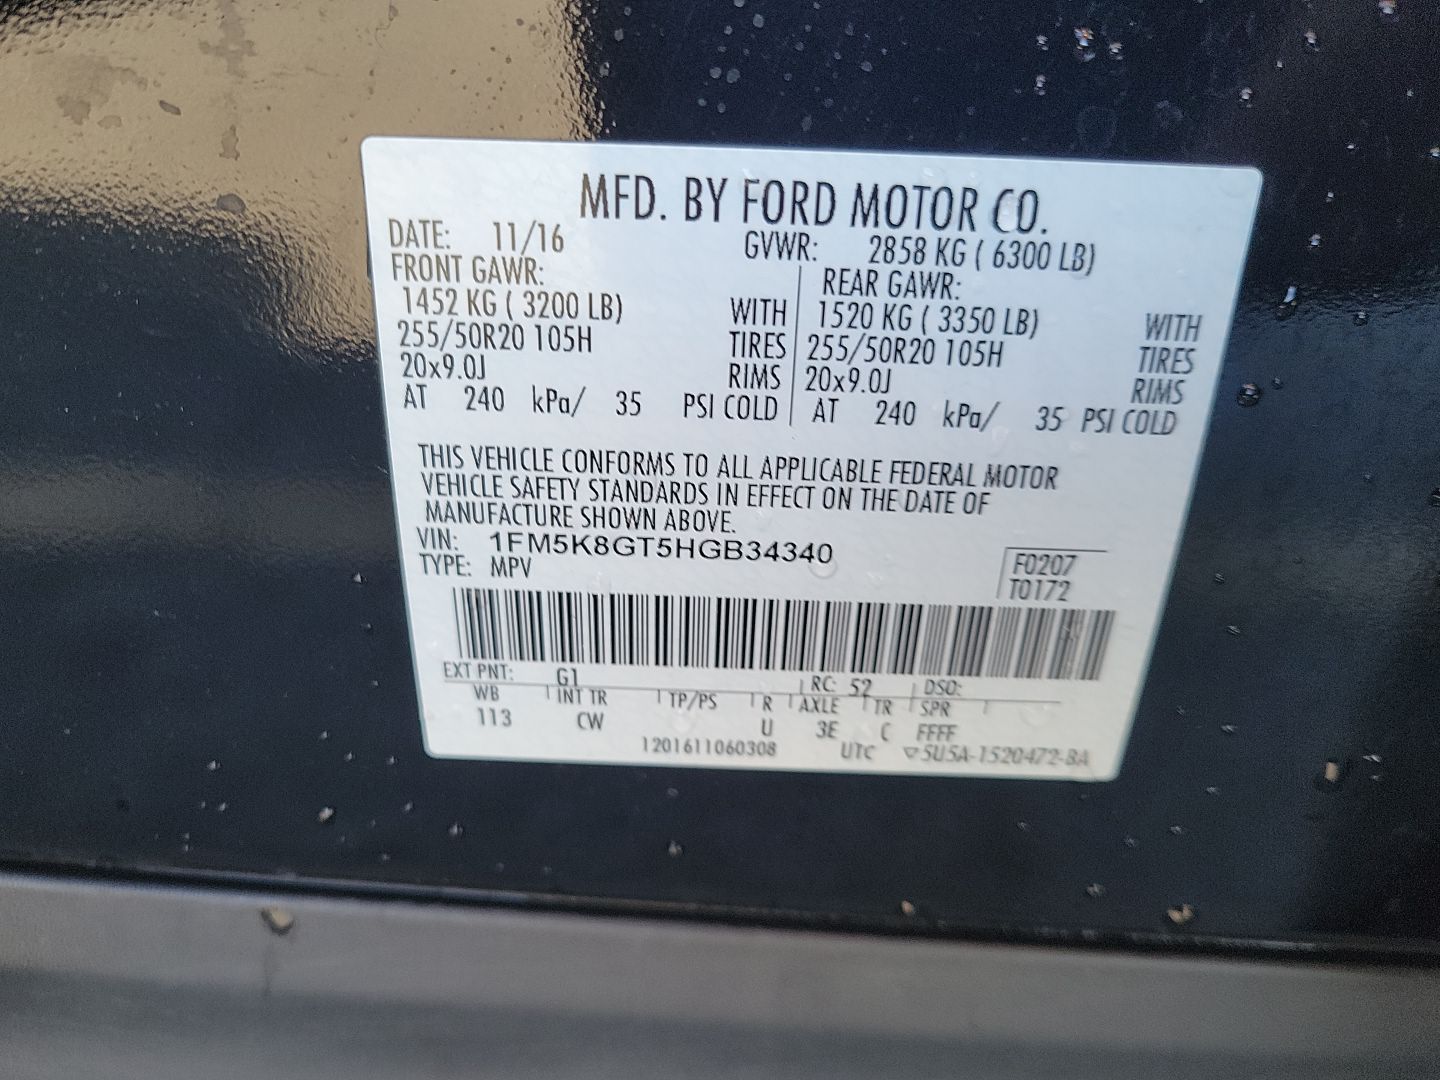 MFD. BY FORD MOTOR CO.
DATE: 11/16 GVWR: 2858 KG ( 6300 LB)
FRONT GAWR: REAR GAWR:
1452 KG ( 3200 LB) WITH 1520 KG ( 3350 LB) WITH
255/50R20 105H TIRES 255/50R20 105H TIRES
20x9.0J RIMS 20x9.0J RIMS
AT 240 kPa/ 35 PSI COLD AT 240 kPa/ 35 PSI COLD
THIS VEHICLE CONFORMS TO ALL APPLICABLE FEDERAL MOTOR
VEHICLE SAFETY STANDARDS IN EFFECT ON THE DATE OF
MANUFACTURE SHOWN ABOVE.
VIN: 1FM5K8GT5HGB34340
TYPE: MPV
F0207
T0172
EXT PNT: G1 RC: 52 DSO:
WB INT TR TP/PS R AXLE TR SPR
113 CW U 3E C FFFF
1201611060308 UTC ▽5U5A-1520472-BA